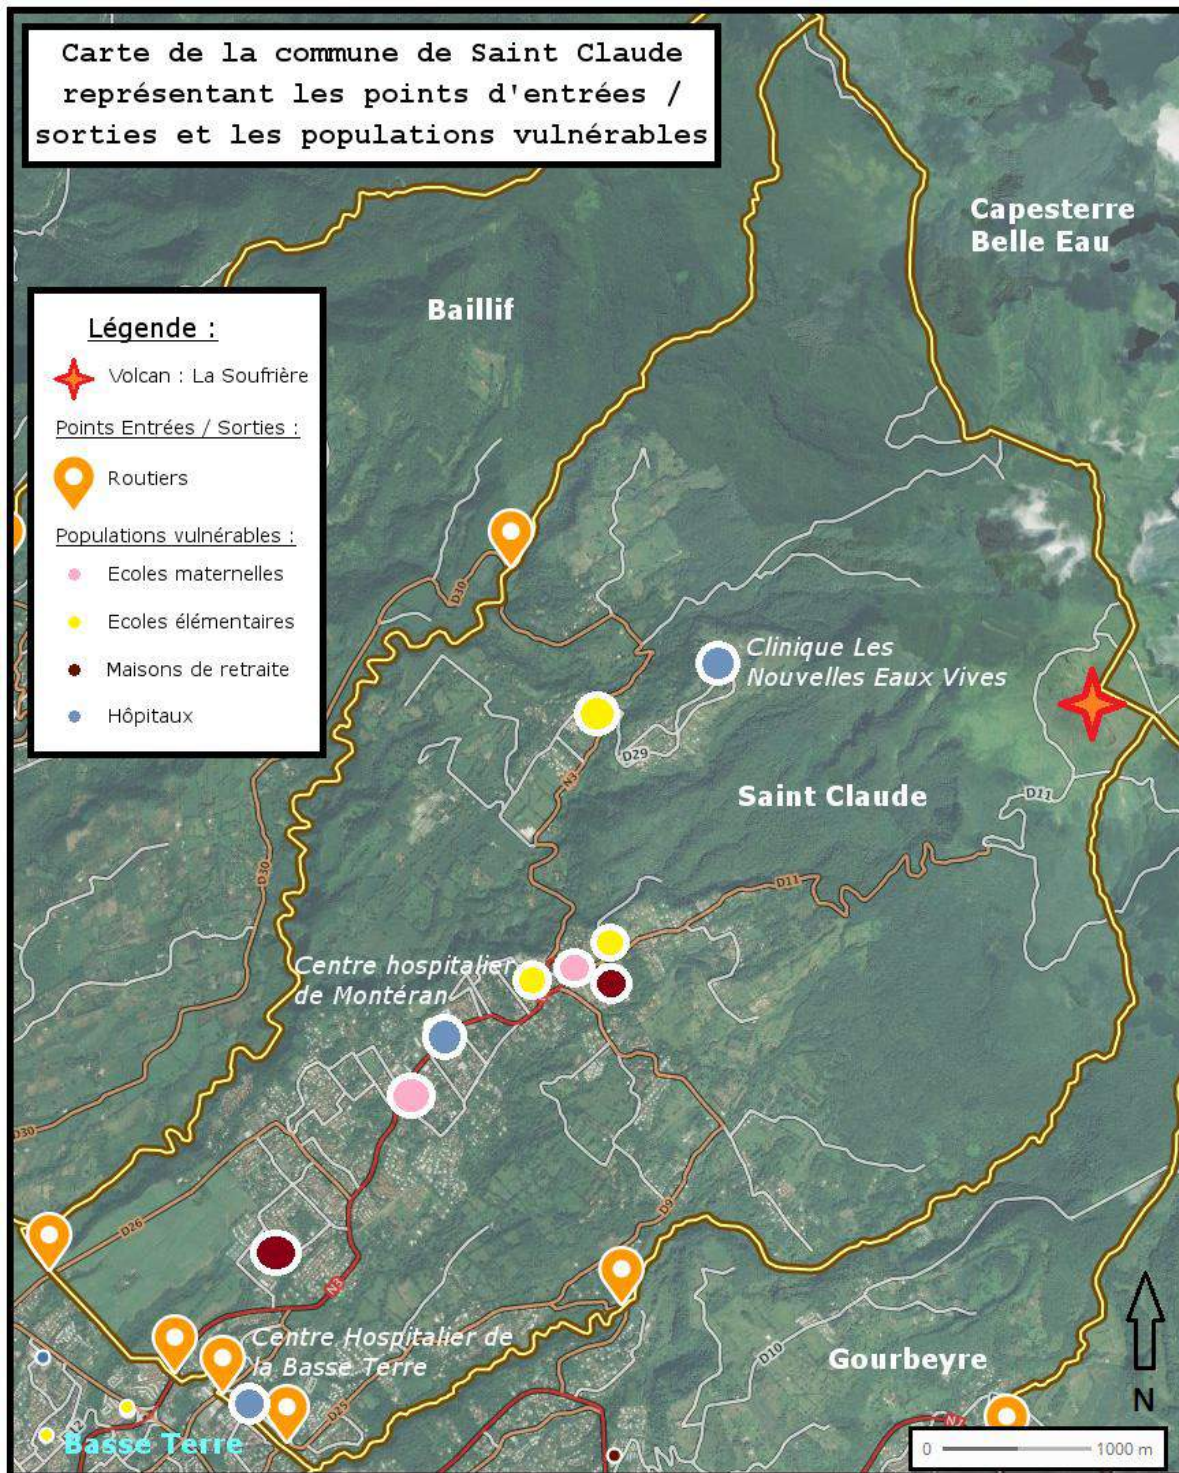 Carte de la commune de Saint Claude
représentant les points d'entrées /
sorties et les populations vulnérables
Capesterre
Belle Eau
Baillif
Légende :
Volcan : La Soufrière
Points Entrées / Sorties :
Routiers
Populations vulnérables :
Ecoles maternelles
Ecoles élémentaires
Maisons de retraite
Hôpitaux
D30
Clinique Les
Nouvelles Eaux Vives
D29
N3
Saint Claude
D11
D11
D30
Centre hospitalier
de Montéran
D30
D26
D9
N3
Centre Hospitalier de
la Basse Terre
D10
Gourbeyre
N
D25
N1
Basse Terre
0 1000 m